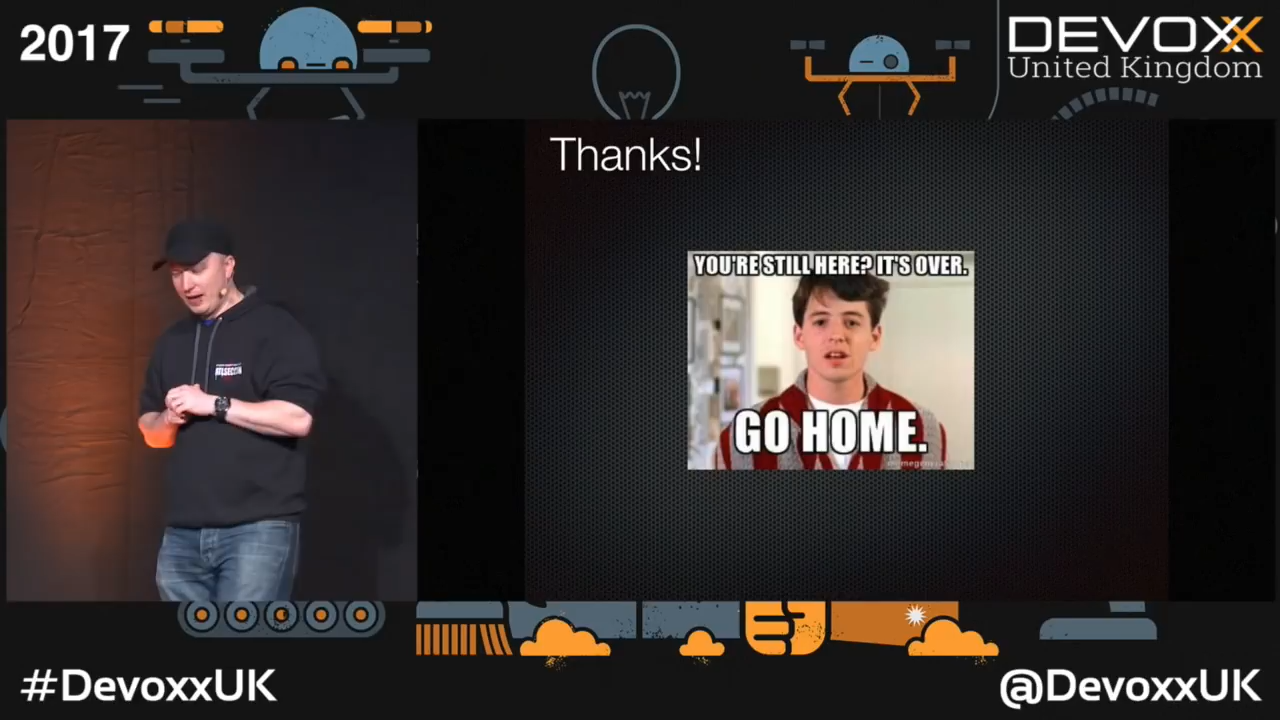 2017
DEVOXX
United Kingdom
Thanks!
YOU'RE STILL HERE? IT'S OVER.
GO HOME.
#DevoxxUK
@DevoxxUK